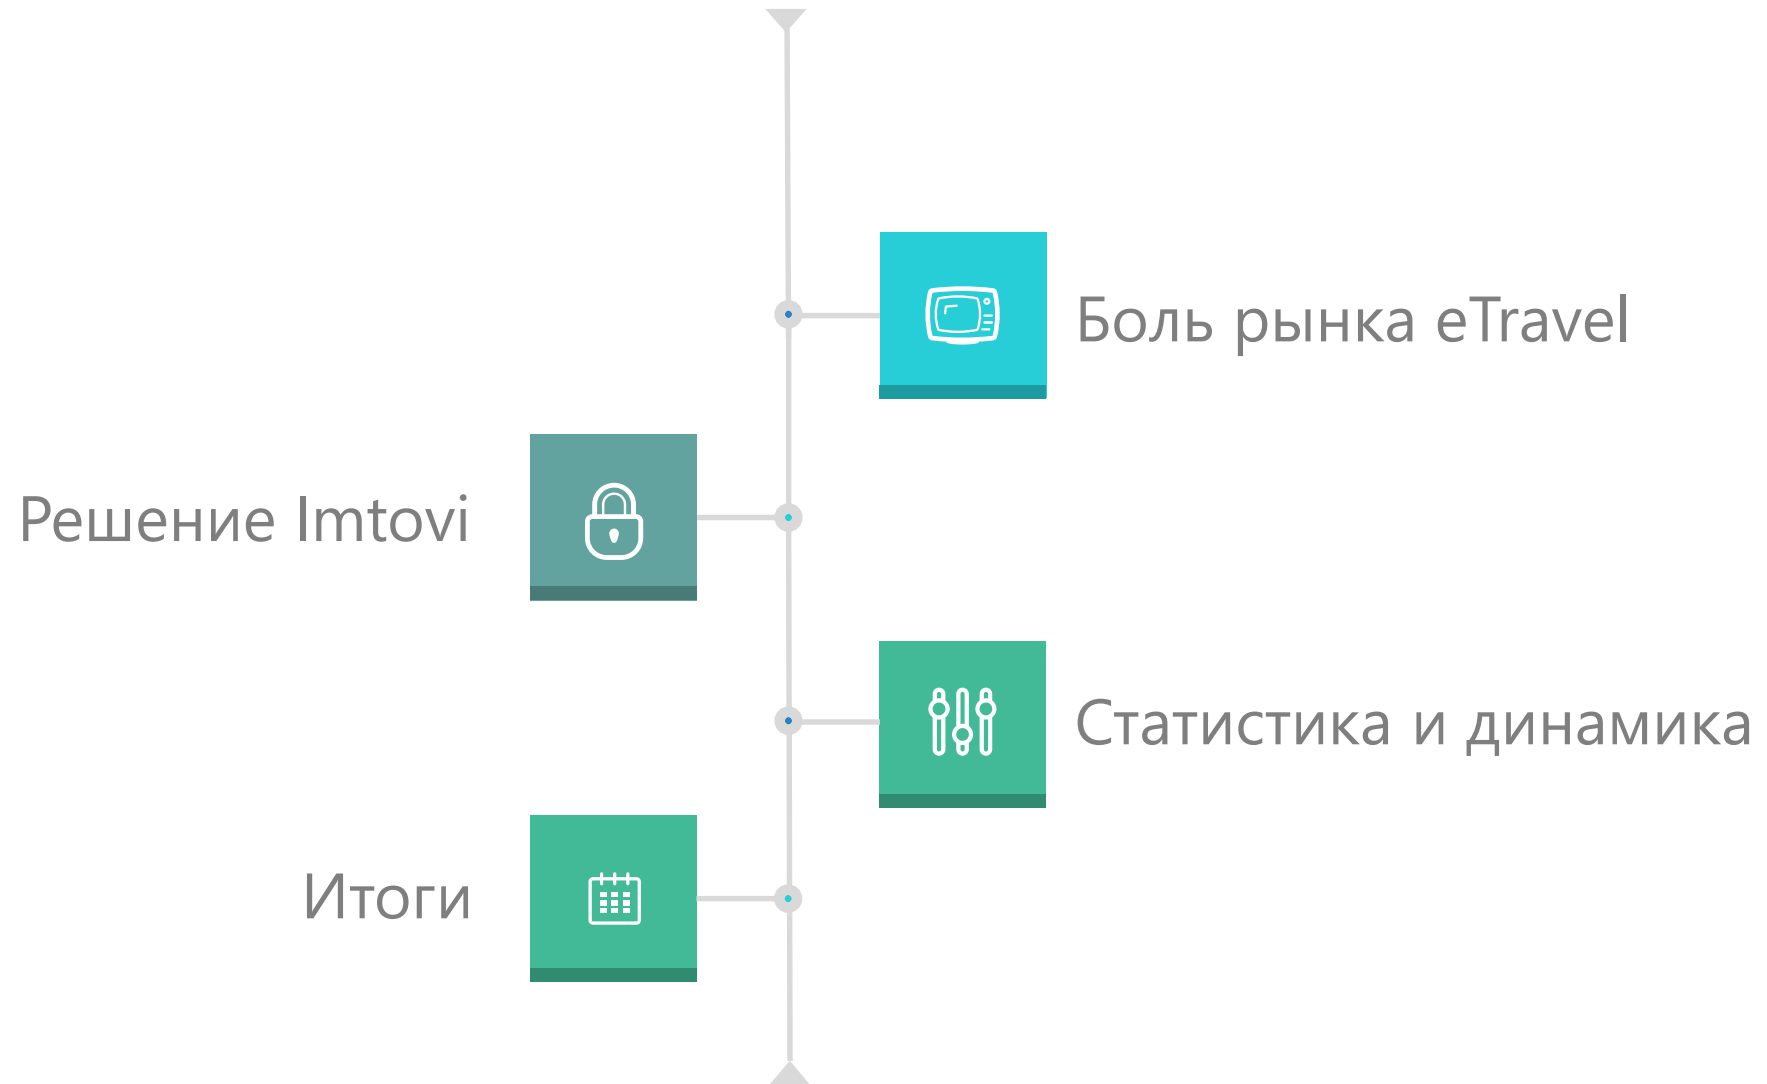 Боль рынка eTravel
Решение Imtovi
Статистика и динамика
Итоги